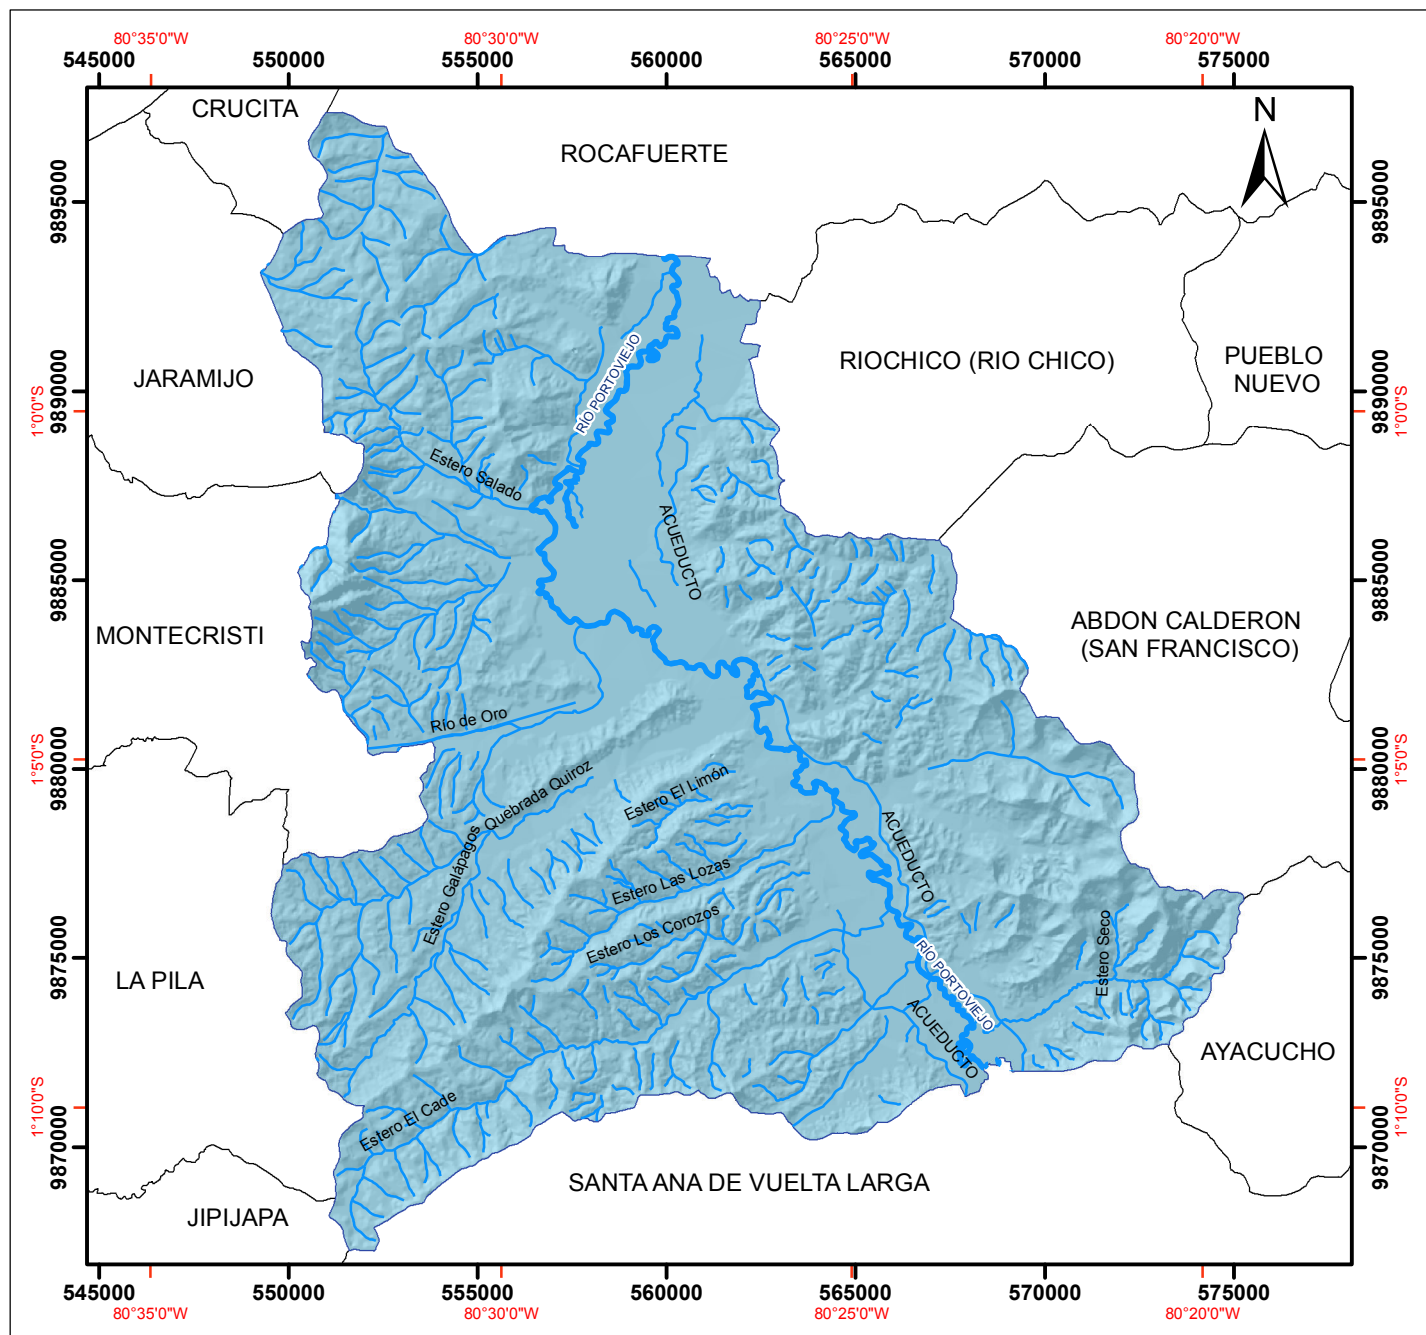 80°35'0"W 80°30'0"W 80°25'0"W 80°20'0"W
545000 550000 555000 560000 565000 570000 575000
CRUCITA
N
ROCAFUERTE
9895000
9895000
RÍO PORTOVIEJO
RIOCHICO (RIO CHICO)
PUEBLO
NUEVO
JARAMIJO
9890000
9890000
1°0'0"S
1°0'0"S
Estero Salado
ACUEDUCTO
9885000
9885000
MONTECRISTI
ABDON CALDERON
(SAN FRANCISCO)
Río de Oro
1°5'0"S
1°5'0"S
9880000
9880000
Quebrada Quiroz
Estero El Limón
Estero Galápagos
ACUEDUCTO
Estero Las Lozas
Estero Los Corozos
Estero Seco
9875000
9875000
LA PILA
RÍO PORTOVIEJO
ACUEDUCTO
AYACUCHO
1°10'0"S
1°10'0"S
Estero El Cade
9870000
9870000
SANTA ANA DE VUELTA LARGA
JIPIJAPA
545000 550000 555000 560000 565000 570000 575000
80°35'0"W 80°30'0"W 80°25'0"W 80°20'0"W